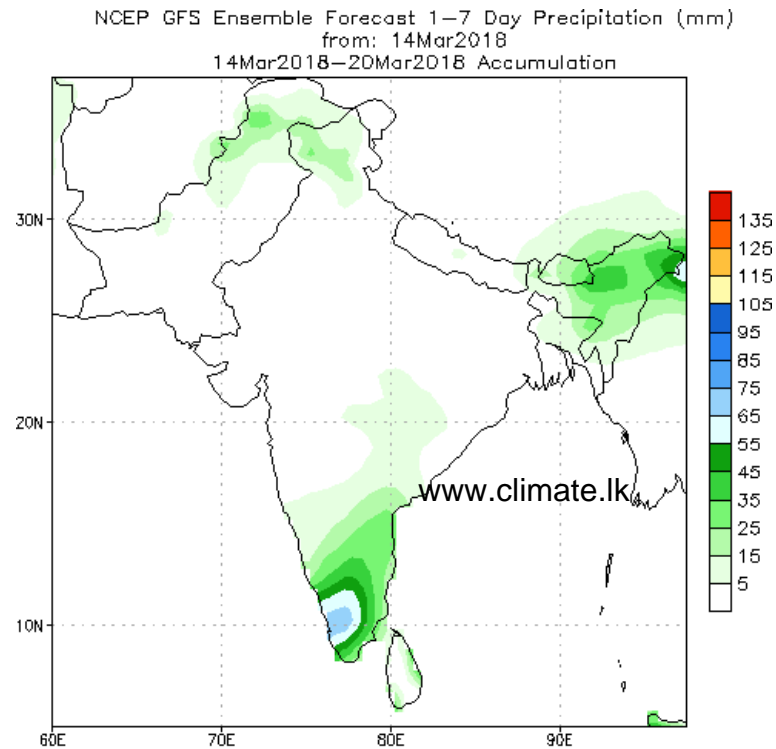 NCEP GFS Ensemble Forecast 1–7 Day Precipitation (mm)
from: 14Mar2018
14Mar2018–20Mar2018 Accumulation
30N
20N
10N
60E
70E
80E
90E
www.climate.lk
135
125
115
105
95
85
75
65
55
45
35
25
15
5